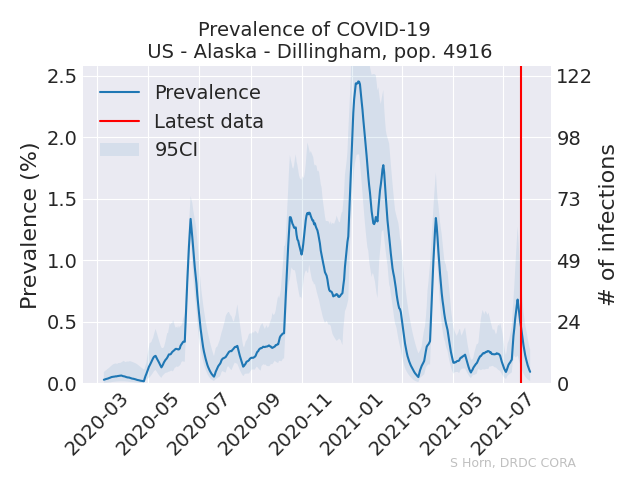 Prevalence of COVID-19
US - Alaska - Dillingham, pop. 4916
Prevalence
Latest data
95CI
Prevalence (%)
2.5
2.0
1.5
1.0
0.5
0.0
# of infections
122
98
73
49
24
0
2020-03
2020-05
2020-07
2020-09
2020-11
2021-01
2021-03
2021-05
2021-07
S Horn, DRDC CORA